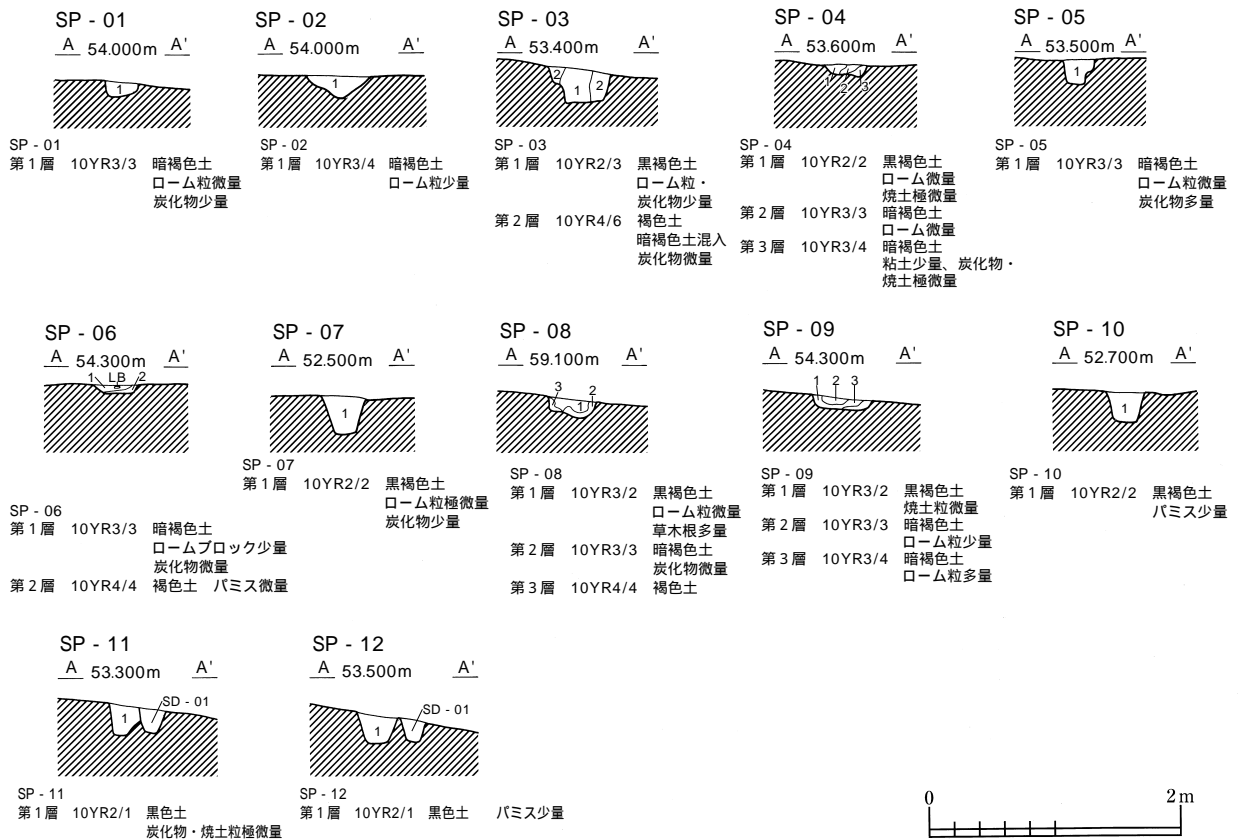 SP - 01
A 54.000m A'
1
SP - 01
第1層 10YR3/3 暗褐色土
ローム粒微量
炭化物少量
SP - 02
A 54.000m A'
1
SP - 02
第1層 10YR3/4 暗褐色土
ローム粒少量
SP - 03
A 53.400m A'
2 1 2
SP - 03
第1層 10YR2/3 黒褐色土
ローム粒・
炭化物少量
第2層 10YR4/6 褐色土
暗褐色土混入
炭化物微量
SP - 04
A 53.600m A'
1 2 3
SP - 04
第1層 10YR2/2 黒褐色土
ローム微量
焼土極微量
第2層 10YR3/3 暗褐色土
ローム微量
第3層 10YR3/4 暗褐色土
粘土少量、炭化物・
焼土極微量
SP - 05
A 53.500m A'
1
SP - 05
第1層 10YR3/3 暗褐色土
ローム粒微量
炭化物多量
SP - 06
A 54.300m A'
1 LB 2
SP - 06
第1層 10YR3/3 暗褐色土
ロームブロック少量
炭化物微量
第2層 10YR4/4 褐色土 パミス微量
SP - 07
A 52.500m A'
1
SP - 07
第1層 10YR2/2 黒褐色土
ローム粒極微量
炭化物少量
SP - 08
A 59.100m A'
3 1 2
SP - 08
第1層 10YR3/2 黒褐色土
ローム粒微量
草木根多量
第2層 10YR3/3 暗褐色土
炭化物微量
第3層 10YR4/4 褐色土
SP - 09
A 54.300m A'
1 2 3
SP - 09
第1層 10YR3/2 黒褐色土
焼土粒微量
第2層 10YR3/3 暗褐色土
ローム粒少量
第3層 10YR3/4 暗褐色土
ローム粒多量
SP - 10
A 52.700m A'
1
SP - 10
第1層 10YR2/2 黒褐色土
パミス少量
SP - 11
A 53.300m A'
1 SD - 01
SP - 11
第1層 10YR2/1 黒色土
炭化物・焼土粒極微量
SP - 12
A 53.500m A'
1 SD - 01
SP - 12
第1層 10YR2/1 黒色土 パミス少量
0 2m